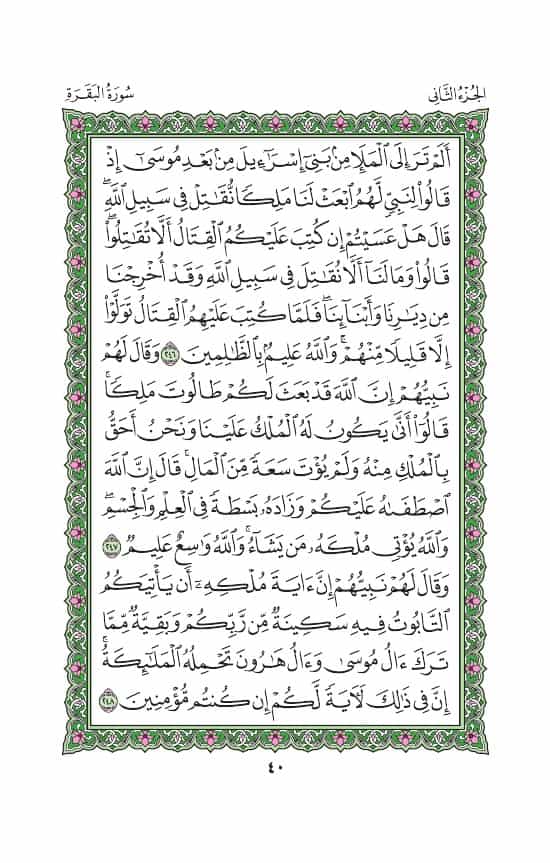 الجُزْءُ الثَّانِي
سُورَةُ البَقَرَةِ
أَلَمْ تَرَ إِلَى ٱلْمَلَإِ مِنۢ بَنِىٓ إِسْرَٰٓءِيلَ مِنۢ بَعْدِ مُوسَىٰٓ إِذْ
قَالُوا۟ لِنَبِىٍّ لَّهُمُ ٱبْعَثْ لَنَا مَلِكًا نُّقَٰتِلْ فِى سَبِيلِ ٱللَّهِ ۖ
قَالَ هَلْ عَسَيْتُمْ إِن كُتِبَ عَلَيْكُمُ ٱلْقِتَالُ أَلَّا تُقَٰتِلُوا۟ ۖ
قَالُوا۟ وَمَا لَنَآ أَلَّا نُقَٰتِلَ فِى سَبِيلِ ٱللَّهِ وَقَدْ أُخْرِجْنَا
مِن دِيَٰرِنَا وَأَبْنَآئِنَا ۖ فَلَمَّا كُتِبَ عَلَيْهِمُ ٱلْقِتَالُ تَوَلَّوْا۟
إِلَّا قَلِيلًا مِّنْهُمْ ۗ وَٱللَّهُ عَلِيمٌۢ بِٱلظَّٰلِمِينَ ٢٤٦ وَقَالَ لَهُمْ
نَبِيُّهُمْ إِنَّ ٱللَّهَ قَدْ بَعَثَ لَكُمْ طَالُوتَ مَلِكًا ۚ
قَالُوٓا۟ أَنَّىٰ يَكُونُ لَهُ ٱلْمُلْكُ عَلَيْنَا وَنَحْنُ أَحَقُّ
بِٱلْمُلْكِ مِنْهُ وَلَمْ يُؤْتَ سَعَةً مِّنَ ٱلْمَالِ ۚ قَالَ إِنَّ ٱللَّهَ
ٱصْطَفَىٰهُ عَلَيْكُمْ وَزَادَهُۥ بَسْطَةً فِى ٱلْعِلْمِ وَٱلْجِسْمِ ۖ
وَٱللَّهُ يُؤْتِى مُلْكَهُۥ مَن يَشَآءُ ۚ وَٱللَّهُ وَٰسِعٌ عَلِيمٌ ٢٤٧
وَقَالَ لَهُمْ نَبِيُّهُمْ إِنَّ ءَايَةَ مُلْكِهِۦٓ أَن يَأْتِيَكُمُ
ٱلتَّابُوتُ فِيهِ سَكِينَةٌ مِّن رَّبِّكُمْ وَبَقِيَّةٌ مِّمَّا
تَرَكَ ءَالُ مُوسَىٰ وَءَالُ هَٰرُونَ تَحْمِلُهُ ٱلْمَلَٰٓئِكَةُ ۚ
إِنَّ فِى ذَٰلِكَ لَءَايَةً لَّكُمْ إِن كُنتُم مُّؤْمِنِينَ ٢٤٨
٤٠